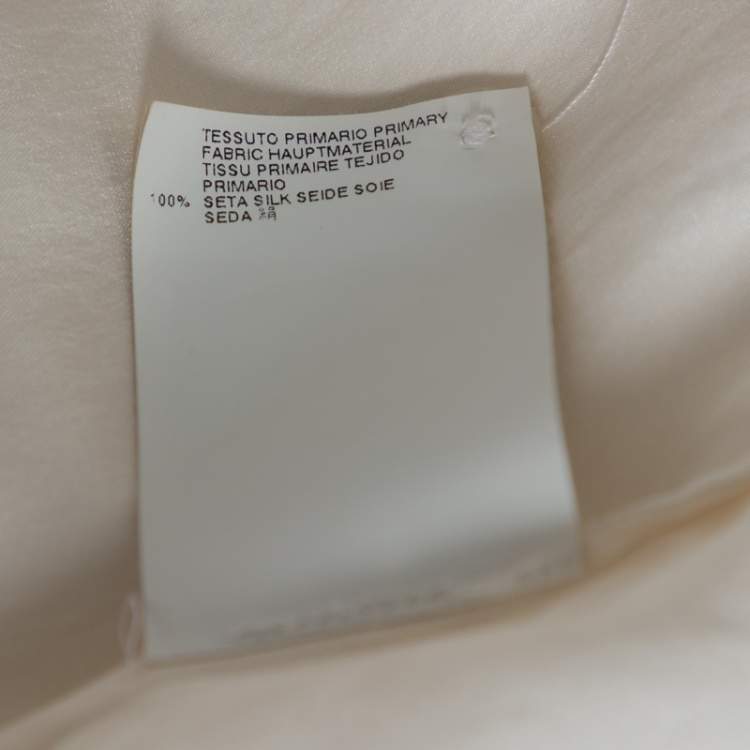 TESSUTO PRIMARIO PRIMARY
FABRIC HAUPTMATERIAL
TISSU PRIMAIRE TEJIDO
PRIMARIO
100% SETA SILK SEIDE SOIE
SEDA 絹